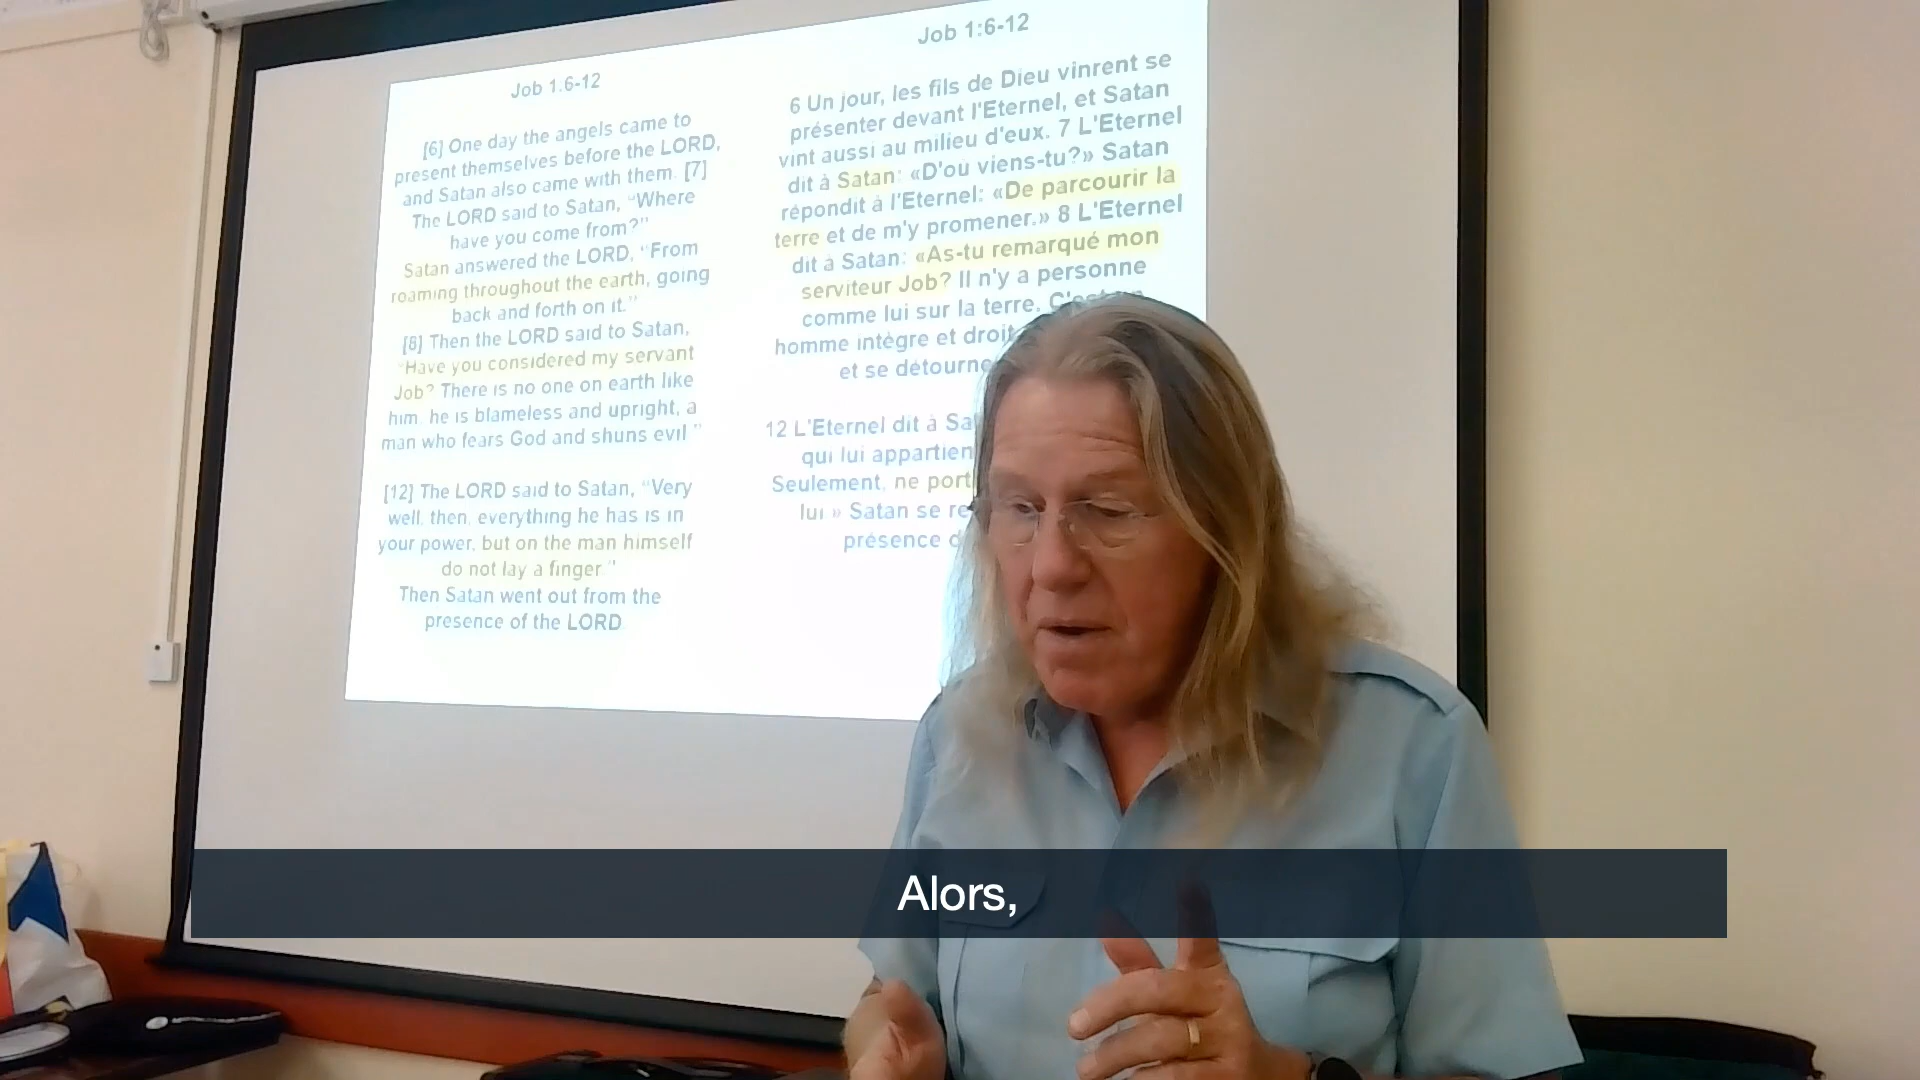 Job 1.6-12
[6] One day the angels came to
present themselves before the LORD,
and Satan also came with them. [7]
The LORD said to Satan, “Where
have you come from?”
Satan answered the LORD, “From
roaming throughout the earth, going
back and forth on it.”
[8] Then the LORD said to Satan,
“Have you considered my servant
Job? There is no one on earth like
him, he is blameless and upright, a
man who fears God and shuns evil ”
[12] The LORD said to Satan, “Very
well, then, everything he has is in
your power, but on the man himself
do not lay a finger.”
Then Satan went out from the
presence of the LORD.
Job 1:6-12
6 Un jour, les fils de Dieu vinrent se
présenter devant l'Eternel, et Satan
vint aussi au milieu d'eux. 7 L'Eternel
dit à Satan: «D'ou viens-tu?» Satan
répondit à l'Eternel: «De parcourir la
terre et de m'y promener.» 8 L'Eternel
dit à Satan: «As-tu remarqué mon
serviteur Job? Il n'y a personne
comme lui sur la terre.
homme intègre et droit
et se
12 L'Eternel dit à
qui lui
Seulement, ne
lui » Satan se
présence
Alors,